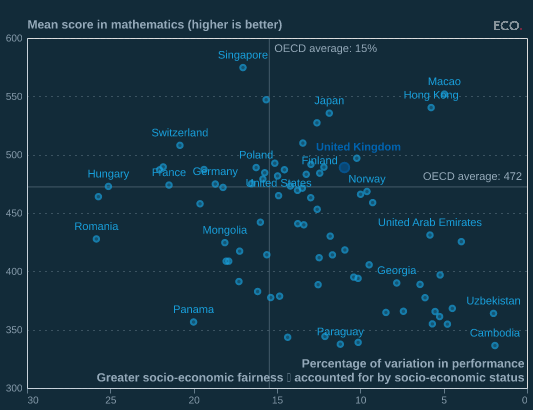 Mean score in mathematics (higher is better)
ECO.
600
OECD average: 15%
Singapore
Macao
550
Hong Kong
Japan
Switzerland
United Kingdom
500
Poland
Finland
Hungary
France
Germany
United States
Norway
OECD average: 472
450
Romania
Mongolia
United Arab Emirates
400
Georgia
Panama
Uzbekistan
350
Paraguay
Cambodia
Percentage of variation in performance
Greater socio-economic fairness ▯ accounted for by socio-economic status
300
30 25 20 15 10 5 0